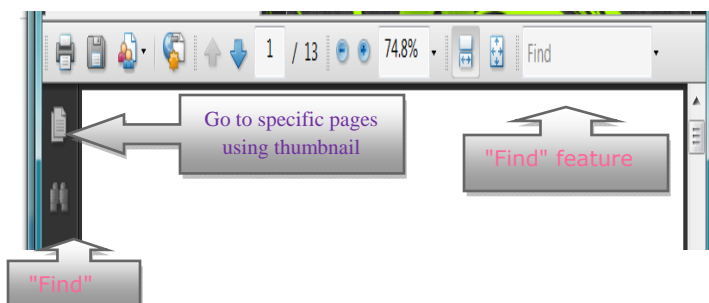 1 / 13 74.8% Find
Go to specific pages
using thumbnail
"Find" feature
"Find"